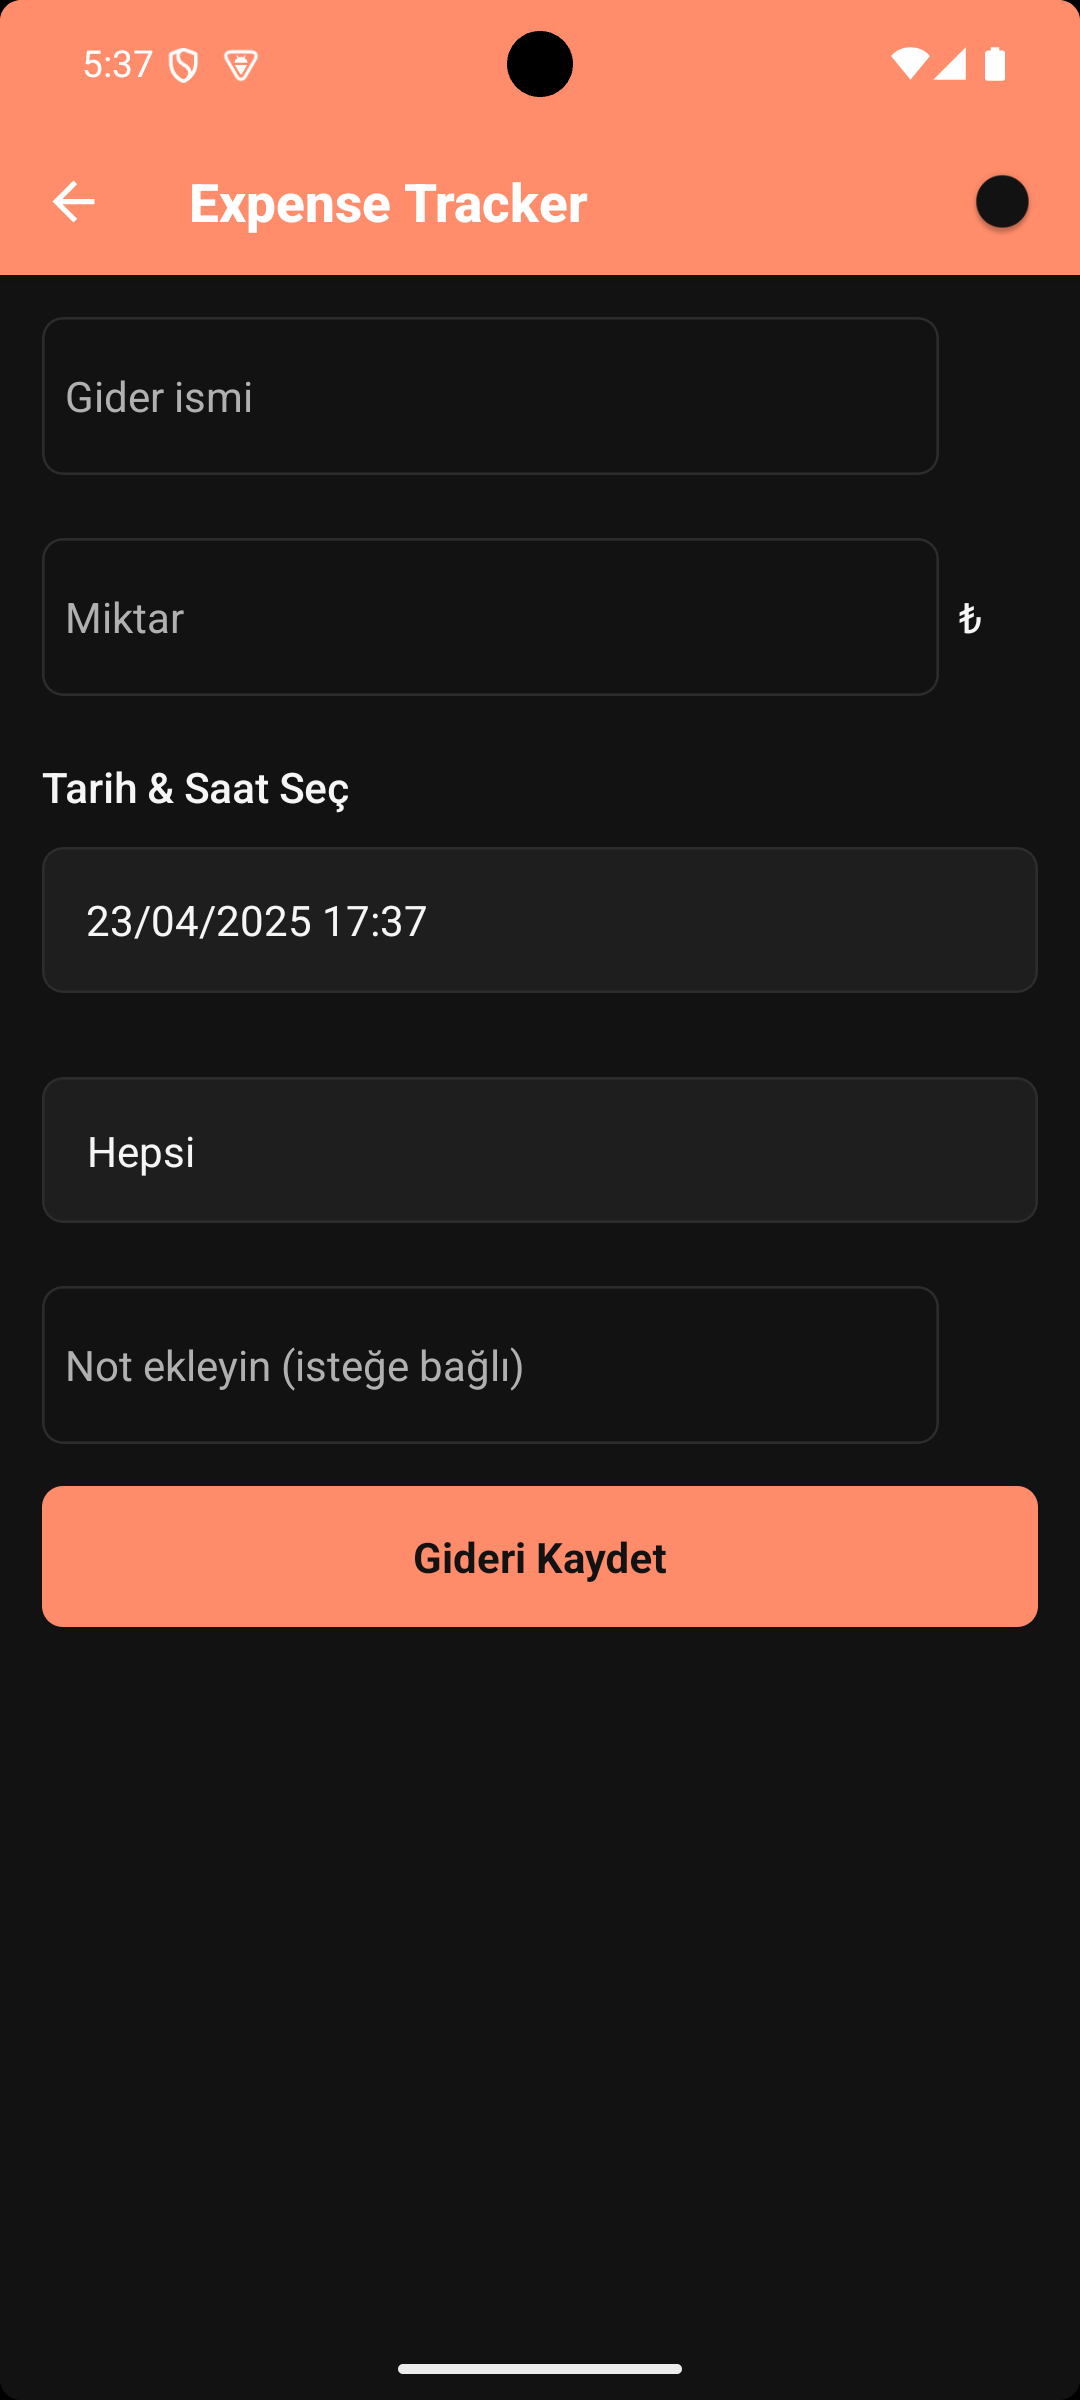 5:37
Expense Tracker
Gider ismi
Miktar
₺
Tarih & Saat Seç
23/04/2025 17:37
Hepsi
Not ekleyin (isteğe bağlı)
Gideri Kaydet